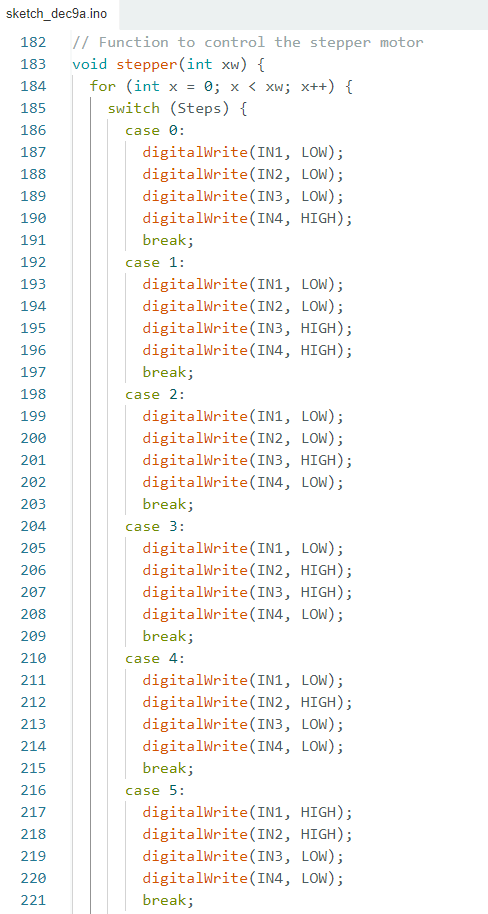 sketch_dec9a.ino
182 // Function to control the stepper motor
183 void stepper(int xw) {
184 for (int x = 0; x < xw; x++) {
185 switch (Steps) {
186 case 0:
187 digitalWrite(IN1, LOW);
188 digitalWrite(IN2, LOW);
189 digitalWrite(IN3, LOW);
190 digitalWrite(IN4, HIGH);
191 break;
192 case 1:
193 digitalWrite(IN1, LOW);
194 digitalWrite(IN2, LOW);
195 digitalWrite(IN3, HIGH);
196 digitalWrite(IN4, HIGH);
197 break;
198 case 2:
199 digitalWrite(IN1, LOW);
200 digitalWrite(IN2, LOW);
201 digitalWrite(IN3, HIGH);
202 digitalWrite(IN4, LOW);
203 break;
204 case 3:
205 digitalWrite(IN1, LOW);
206 digitalWrite(IN2, HIGH);
207 digitalWrite(IN3, HIGH);
208 digitalWrite(IN4, LOW);
209 break;
210 case 4:
211 digitalWrite(IN1, LOW);
212 digitalWrite(IN2, HIGH);
213 digitalWrite(IN3, LOW);
214 digitalWrite(IN4, LOW);
215 break;
216 case 5:
217 digitalWrite(IN1, HIGH);
218 digitalWrite(IN2, HIGH);
219 digitalWrite(IN3, LOW);
220 digitalWrite(IN4, LOW);
221 break;